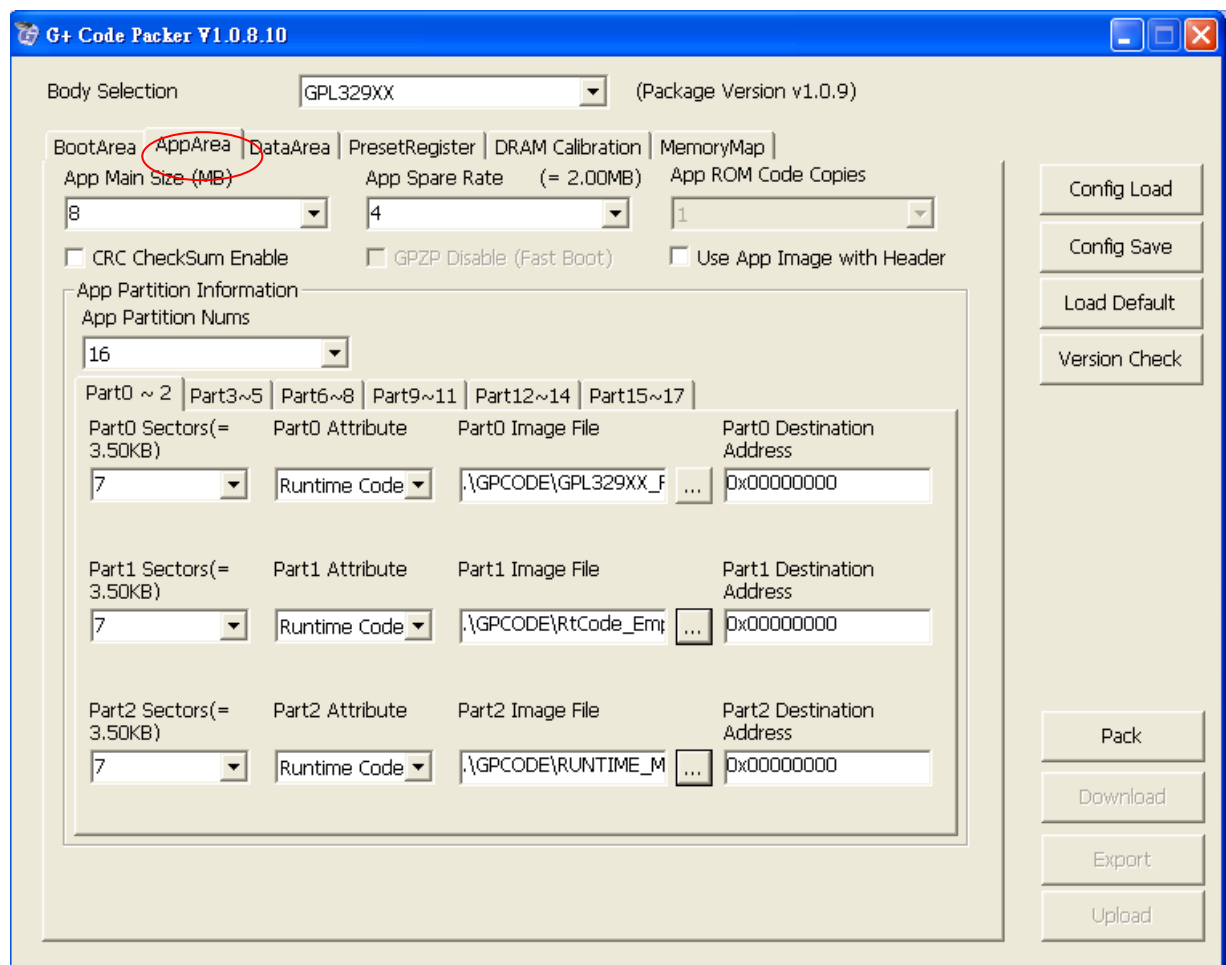 G+ Code Packer V1.0.8.10
Body Selection GPL329XX (Package Version v1.0.9)
BootArea AppArea DataArea PresetRegister DRAM Calibration MemoryMap
App Main Size (MB) App Spare Rate (= 2.00MB) App ROM Code Copies
8 4 1
CRC CheckSum Enable GPZP Disable (Fast Boot) Use App Image with Header
App Partition Information
App Partition Nums
16
Part0 ~ 2 Part3~5 Part6~8 Part9~11 Part12~14 Part15~17
Part0 Sectors(= 3.50KB) Part0 Attribute Part0 Image File Part0 Destination Address
7 Runtime Code .\GPCODE\GPL329XX_F ... 0x00000000
Part1 Sectors(= 3.50KB) Part1 Attribute Part1 Image File Part1 Destination Address
7 Runtime Code .\GPCODE\RtCode_Emp ... 0x00000000
Part2 Sectors(= 3.50KB) Part2 Attribute Part2 Image File Part2 Destination Address
7 Runtime Code .\GPCODE\RUNTIME_M ... 0x00000000
Config Load
Config Save
Load Default
Version Check
Pack
Download
Export
Upload